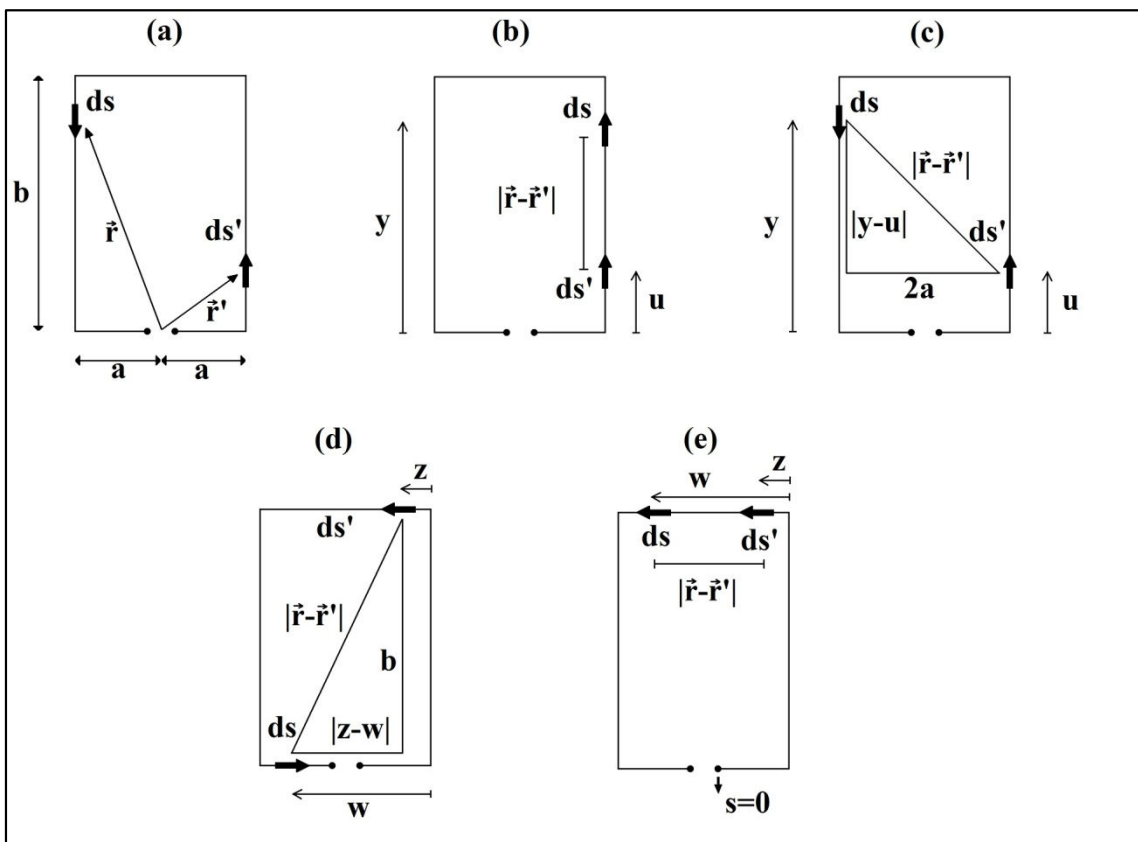 (a)
(b)
(c)
ds
b
r⃗
ds'
r⃗'
a
a
ds
|r⃗-r⃗'|
y
ds'
u
ds
|r⃗-r⃗'|
y
|y-u|
ds'
2a
u
(d)
(e)
z
ds'
|r⃗-r⃗'|
b
ds
|z-w|
w
z
w
ds
ds'
|r⃗-r⃗'|
s=0